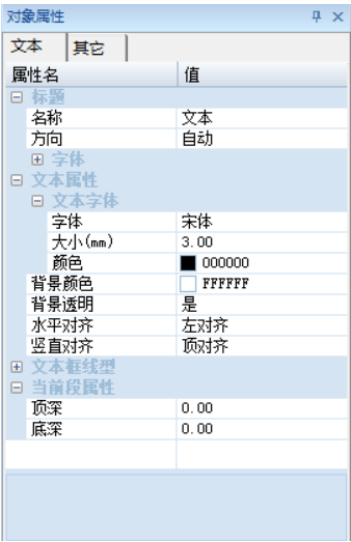 对象属性
文本 其它
属性名 值
标题
名称 文本
方向 自动
字体
文本属性
文本字体
字体 宋体
大小(mm) 3.00
颜色 000000
背景颜色 FFFFFF
背景透明 是
水平对齐 左对齐
竖直对齐 顶对齐
文本框线型
当前段属性
顶深 0.00
底深 0.00